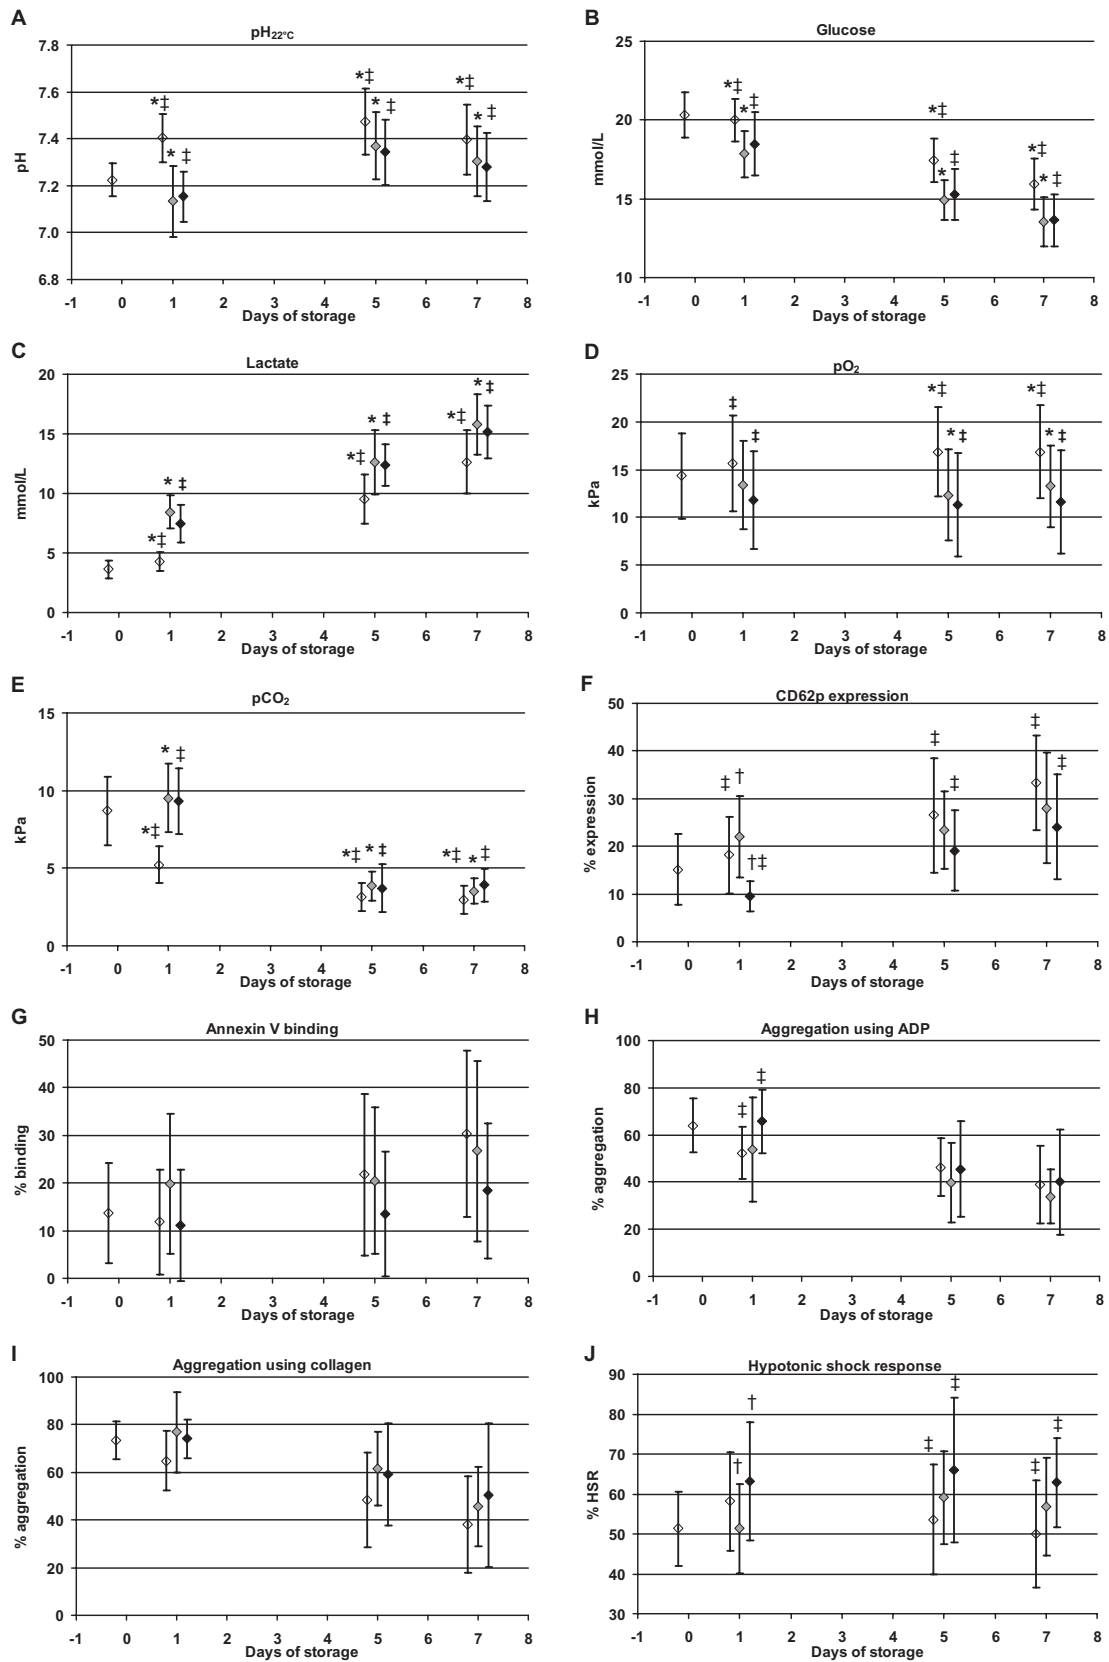 A
pH22°C
7.8
7.6
7.4
7.2
7.0
6.8
pH
*‡
* ‡
*‡
* ‡
*‡
* ‡
-1 0 1 2 3 4 5 6 7 8
Days of storage
B
Glucose
25
20
15
10
mmol/L
*‡
* ‡
*‡
* ‡
*‡
* ‡
-1 0 1 2 3 4 5 6 7 8
Days of storage
C
Lactate
20
15
10
5
0
mmol/L
* ‡
*‡
* ‡
*‡
* ‡
*‡
-1 0 1 2 3 4 5 6 7 8
Days of storage
D
pO2
25
20
15
10
5
0
kPa
‡
‡
*‡
* ‡
*‡
* ‡
-1 0 1 2 3 4 5 6 7 8
Days of storage
E
pCO2
15
10
5
0
kPa
* ‡
*‡
*‡ * ‡
*‡ * ‡
-1 0 1 2 3 4 5 6 7 8
Days of storage
F
CD62p expression
50
40
30
20
10
0
% expression
‡ †
†‡
‡
‡
‡
‡
-1 0 1 2 3 4 5 6 7 8
Days of storage
G
Annexin V binding
50
40
30
20
10
0
% binding
-1 0 1 2 3 4 5 6 7 8
Days of storage
H
Aggregation using ADP
100
80
60
40
20
0
% aggregation
‡
‡
-1 0 1 2 3 4 5 6 7 8
Days of storage
I
Aggregation using collagen
100
80
60
40
20
0
% aggregation
-1 0 1 2 3 4 5 6 7 8
Days of storage
J
Hypotonic shock response
90
80
70
60
50
40
30
% HSR
†
†
‡
‡
‡
‡
-1 0 1 2 3 4 5 6 7 8
Days of storage